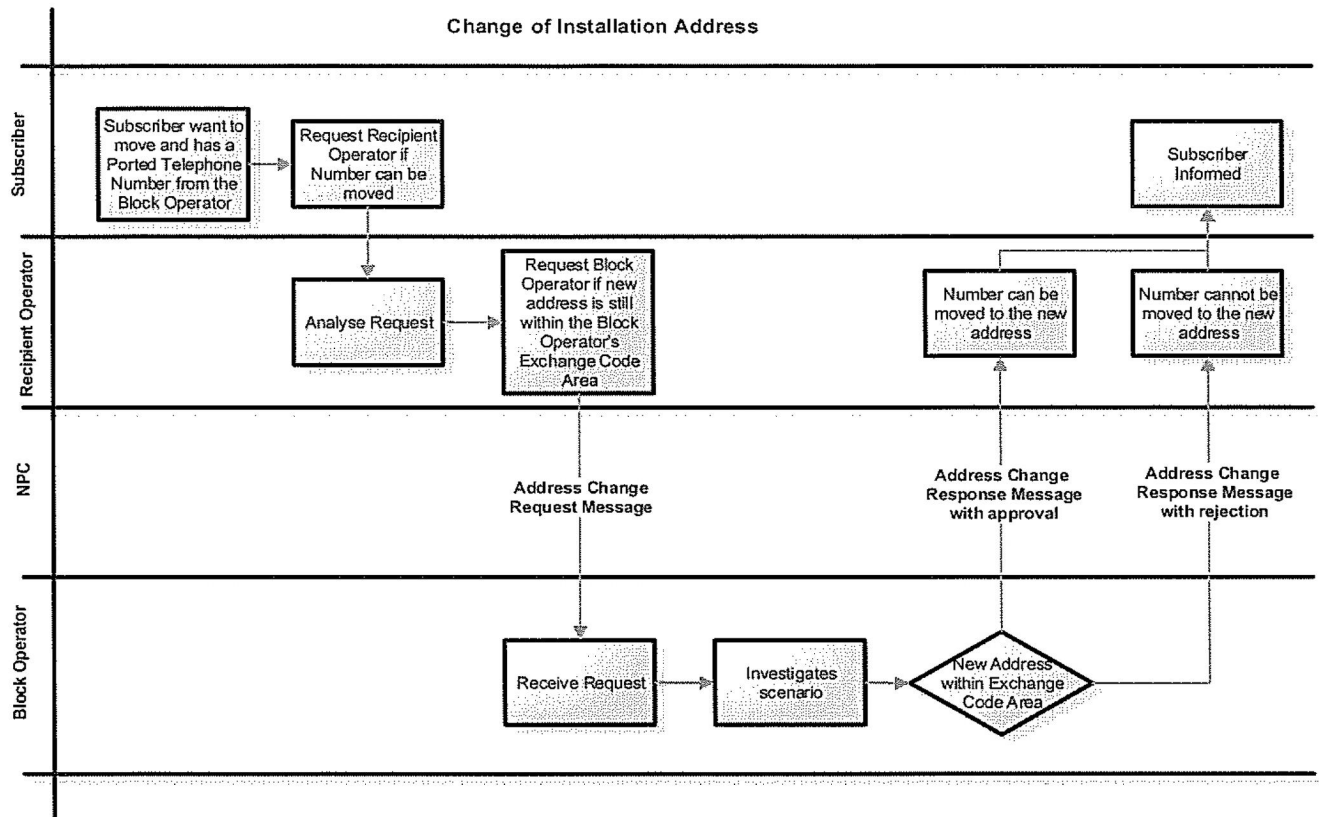 Change of Installation Address
Subscriber
Subscriber want to
move and has a
Ported Telephone
Number from the
Block Operator
Request Recipient
Operator if
Number can be
moved
Subscriber
Informed
Recipient Operator
Analyse Request
Request Block
Operator if new
address is still
within the Block
Operator's
Exchange Code
Area
Number can be
moved to the new
address
Number cannot be
moved to the new
address
NPC
Address Change
Request Message
Address Change
Response Message
with approval
Address Change
Response Message
with rejection
Block Operator
Receive Request
Investigates
scenario
New Address
within Exchange
Code Area